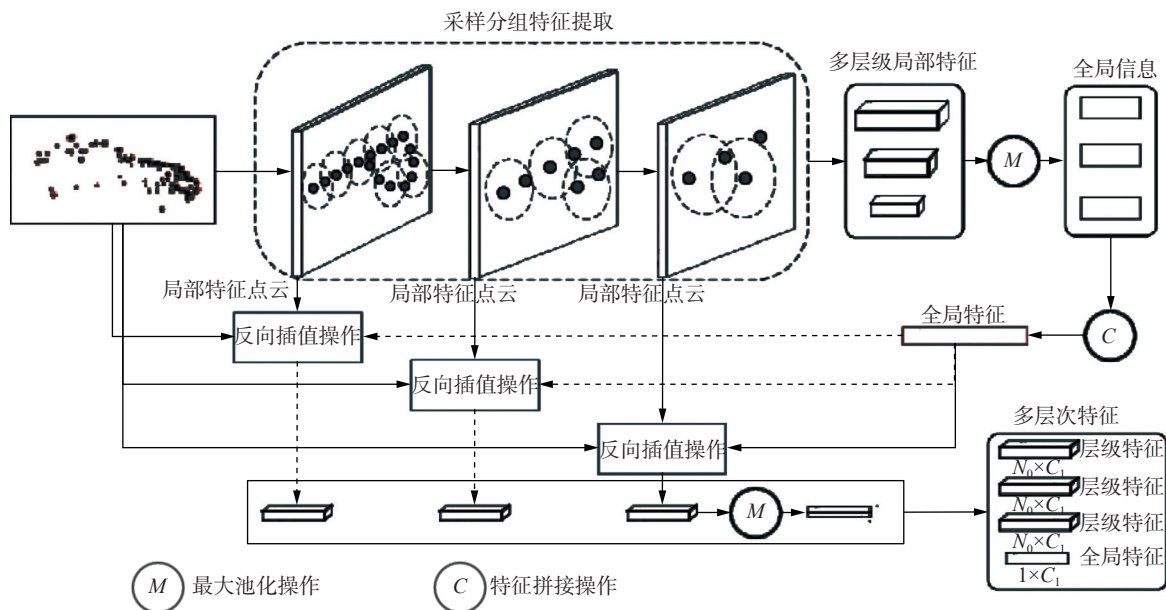 采样分组特征提取
多层级局部特征
全局信息
M
局部特征点云
局部特征点云
局部特征点云
反向插值操作
全局特征
C
反向插值操作
反向插值操作
多层次特征
层级特征
N₀×C₁
层级特征
N₀×C₁
层级特征
N₀×C₁
全局特征
1×C₁
M
M 最大池化操作
C 特征拼接操作